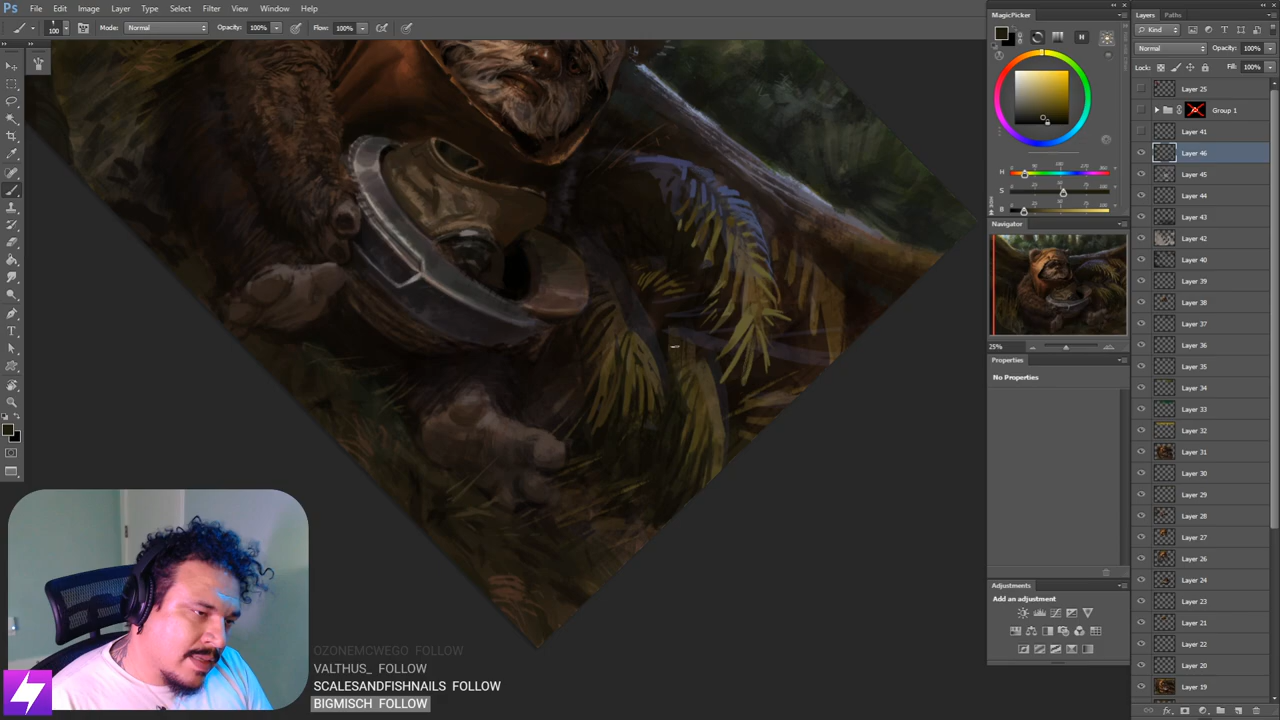 Ps File Edit Image Layer Type Select Filter View Window Help
100 Mode: Normal Opacity: 100% Flow: 100%
MagicPicker
H
H
S
B
Navigator
25%
Properties
No Properties
Adjustments
Add an adjustment
Layers Paths
Kind
Normal Opacity: 100%
Lock: Fill: 100%
Layer 25
Group 1
Layer 41
Layer 46
Layer 45
Layer 44
Layer 43
Layer 42
Layer 40
Layer 39
Layer 38
Layer 37
Layer 36
Layer 35
Layer 34
Layer 33
Layer 32
Layer 31
Layer 30
Layer 29
Layer 28
Layer 27
Layer 26
Layer 24
Layer 23
Layer 21
Layer 22
Layer 20
Layer 19
OZONEMCWEGO FOLLOW
VALTHUS_ FOLLOW
SCALESANDFISHNAILS FOLLOW
BIGMISCH FOLLOW